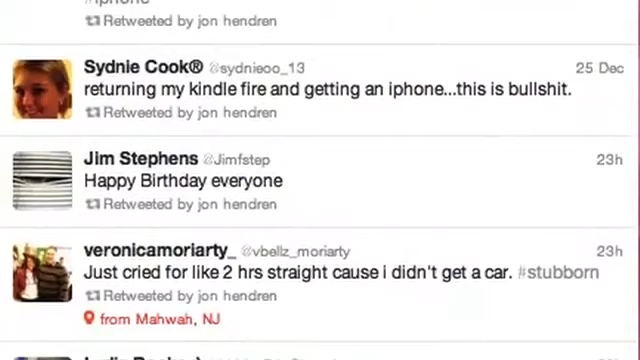 #iphone
Retweeted by jon hendren
Sydnie Cook® @sydnieoo_13 25 Dec
returning my kindle fire and getting an iphone...this is bullshit.
Retweeted by jon hendren
Jim Stephens @Jimfstep 23h
Happy Birthday everyone
Retweeted by jon hendren
veronicamoriarty_ @vbellz_moriarty 23h
Just cried for like 2 hrs straight cause i didn't get a car. #stubborn
Retweeted by jon hendren
from Mahwah, NJ